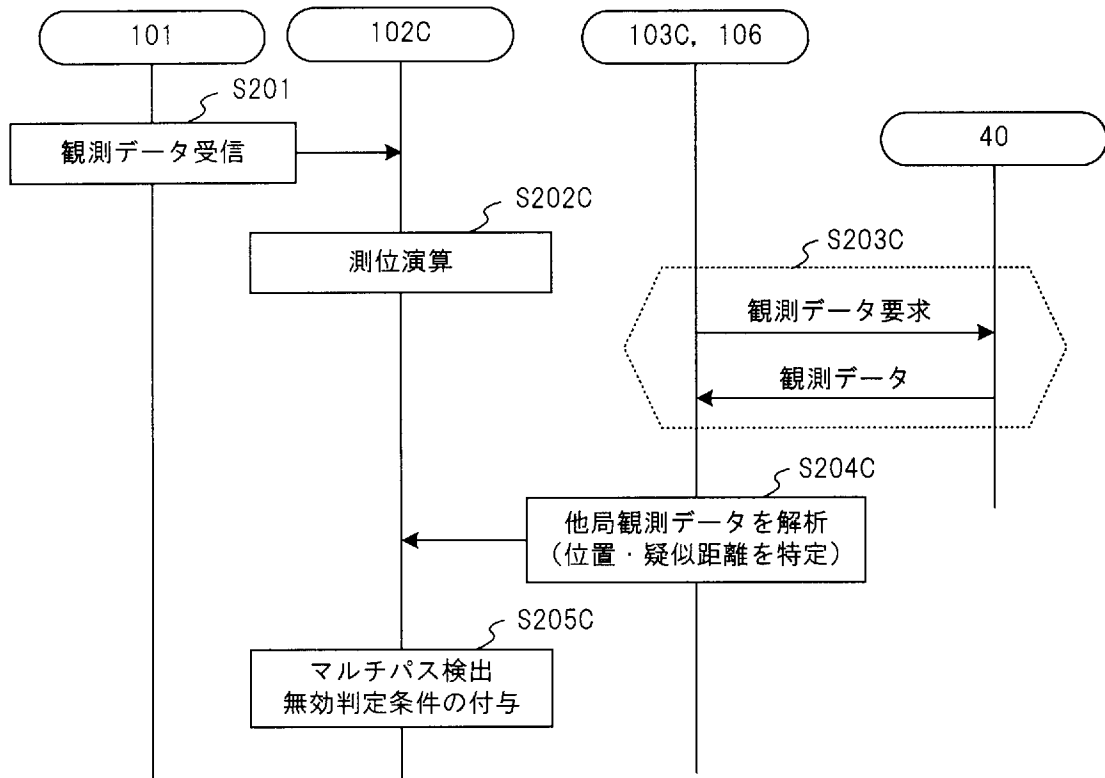 101
102C
103C, 106
40
S201
観測データ受信
S202C
測位演算
S203C
観測データ要求
観測データ
S204C
他局観測データを解析
(位置・疑似距離を特定)
S205C
マルチパス検出
無効判定条件の付与